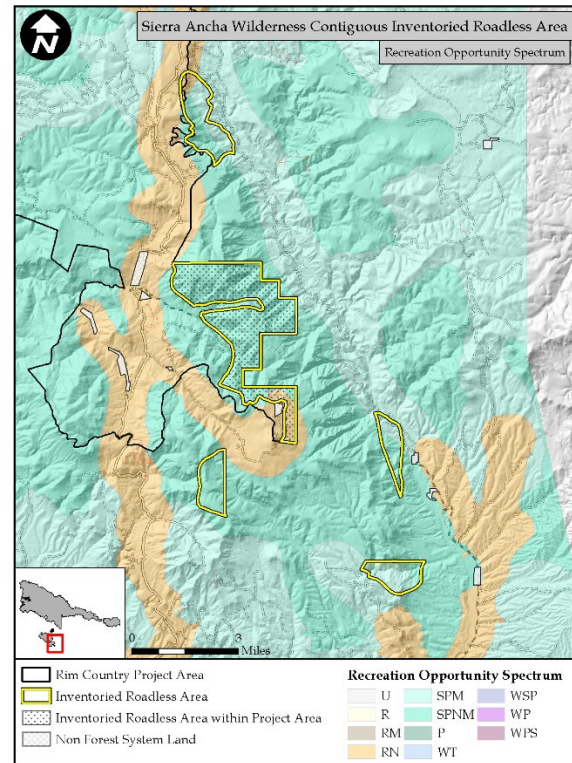 Sierra Ancha Wilderness Contiguous Inventoried Roadless Area
Recreation Opportunity Spectrum
N
0 3
Miles
Rim Country Project Area
Inventoried Roadless Area
Inventoried Roadless Area within Project Area
Non Forest System Land
Recreation Opportunity Spectrum
U SPM WSP
R SPNM WP
RM P WPS
RN WT